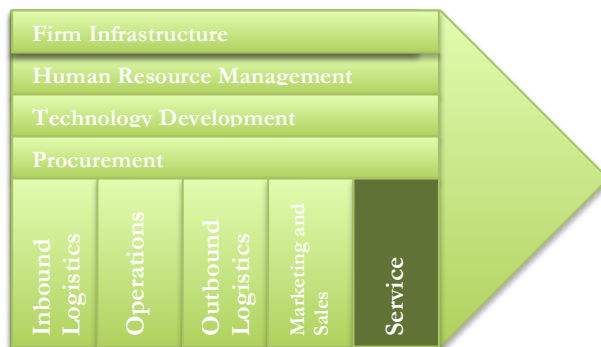 Firm Infrastructure
Human Resource Management
Technology Development
Procurement
Inbound
Logistics
Operations
Outbound
Logistics
Marketing and
Sales
Service